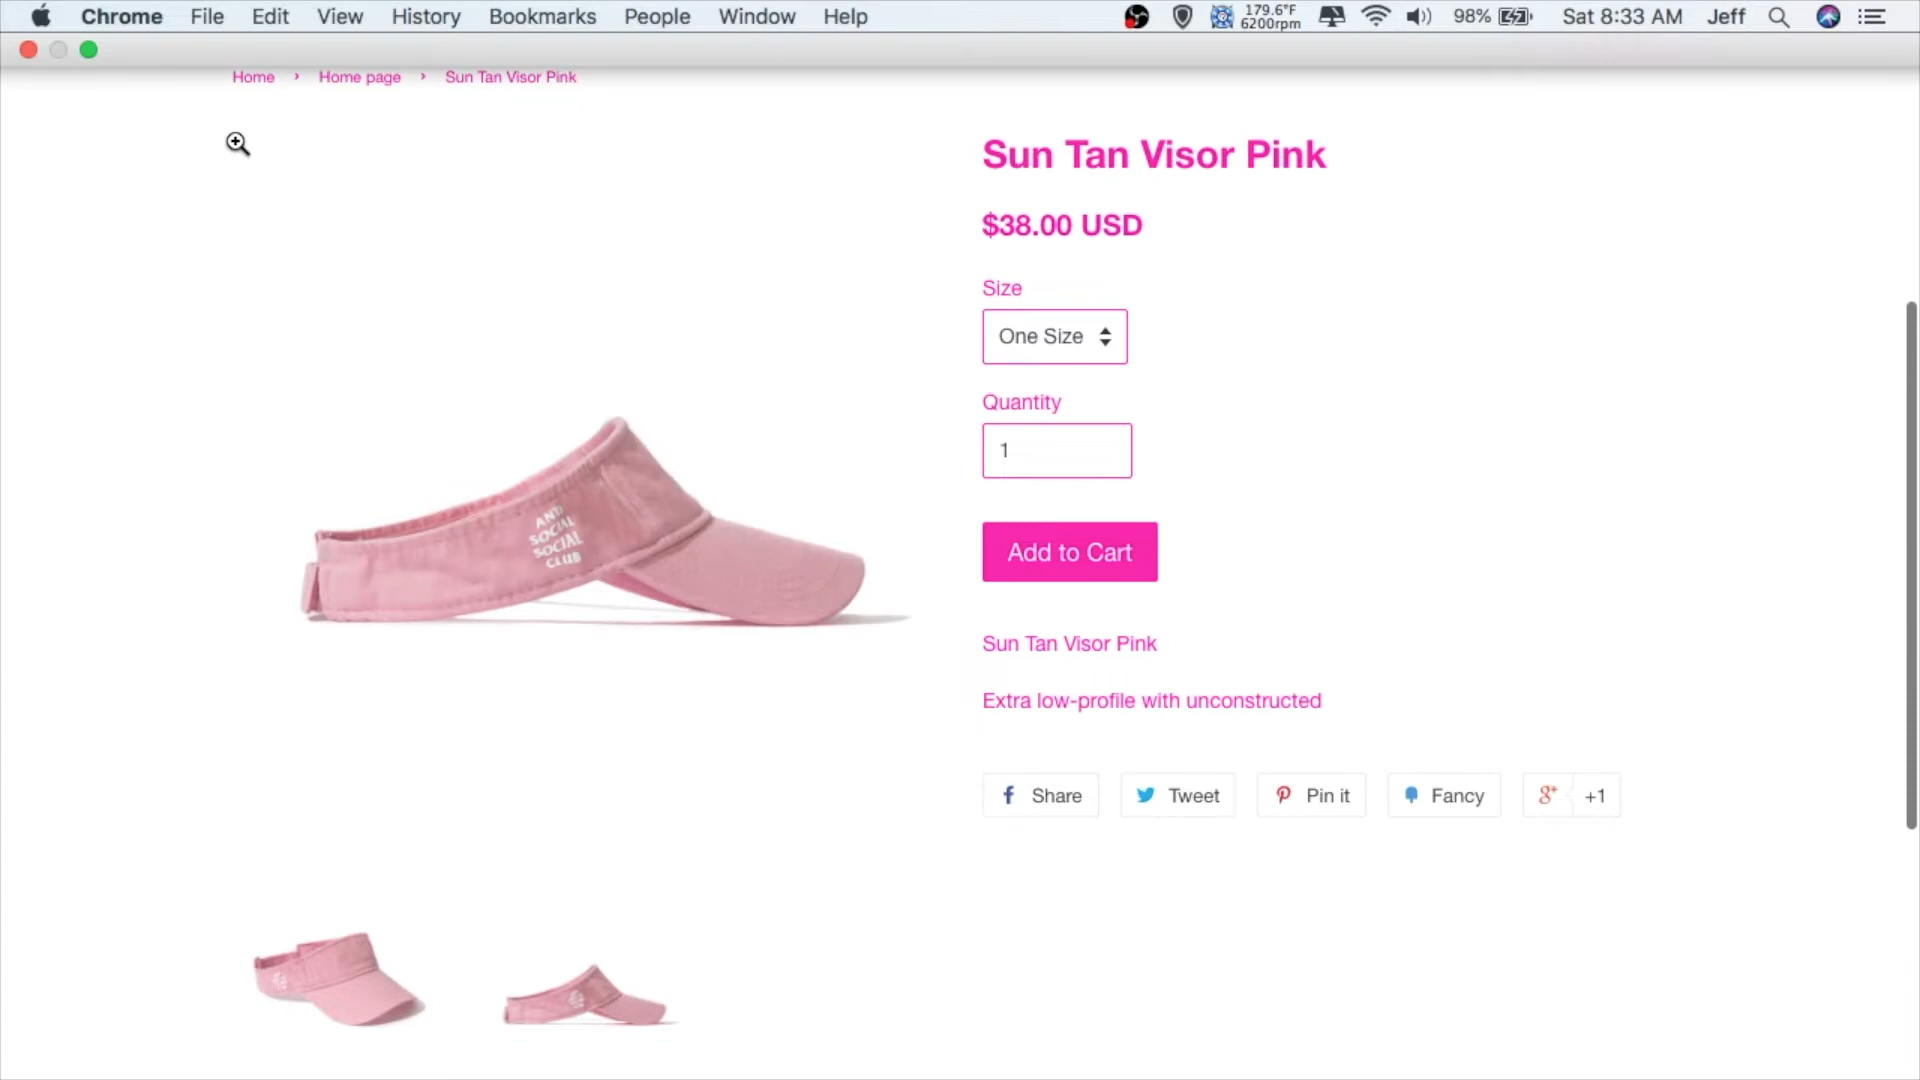 Chrome File Edit View History Bookmarks People Window Help 179.6°F 6200rpm 98% Sat 8:33 AM Jeff
Home › Home page › Sun Tan Visor Pink
Sun Tan Visor Pink
$38.00 USD
Size
One Size
Quantity
1
Add to Cart
Sun Tan Visor Pink
Extra low-profile with unconstructed
Share Tweet Pin it Fancy g+ +1
ANTI
SOCIAL
SOCIAL
CLUB